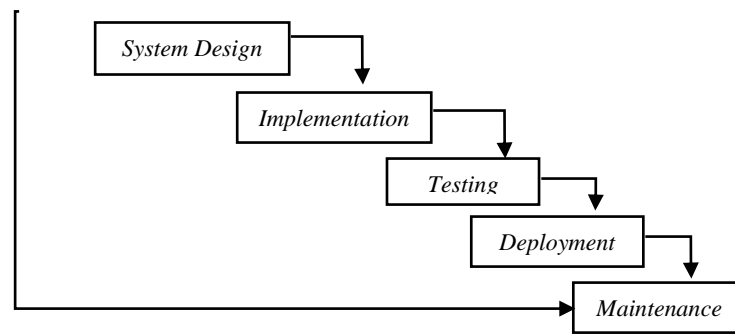 System Design
Implementation
Testing
Deployment
Maintenance